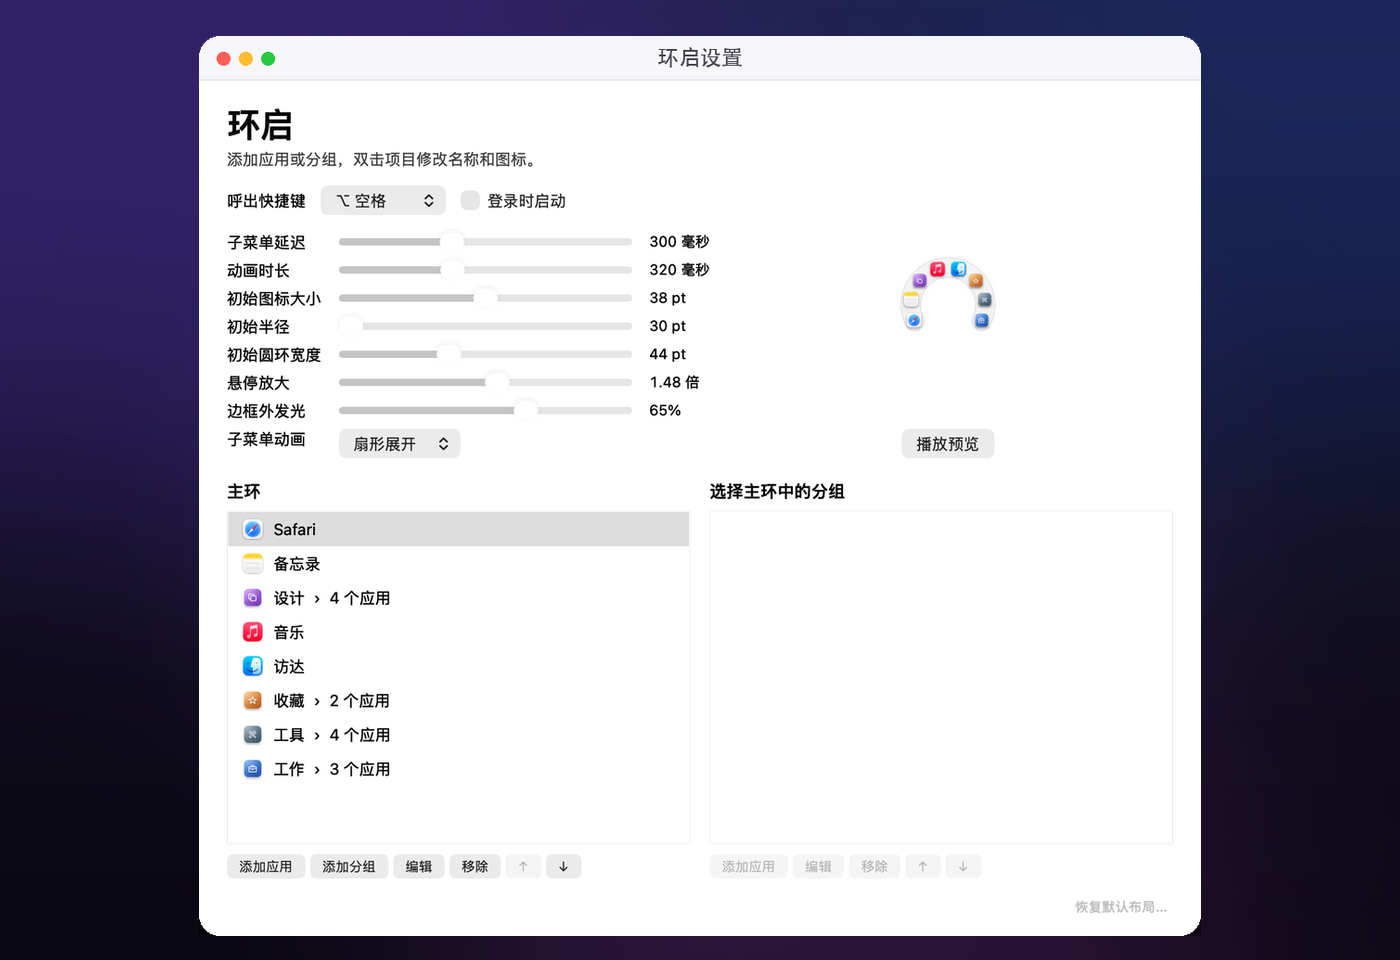 环启设置
环启
添加应用或分组，双击项目修改名称和图标。
呼出快捷键 ⌥ 空格 登录时启动
子菜单延迟 300 毫秒
动画时长 320 毫秒
初始图标大小 38 pt
初始半径 30 pt
初始圆环宽度 44 pt
悬停放大 1.48 倍
边框外发光 65%
子菜单动画 扇形展开 播放预览
主环
Safari
备忘录
设计 › 4 个应用
音乐
访达
收藏 › 2 个应用
工具 › 4 个应用
工作 › 3 个应用
添加应用 添加分组 编辑 移除 ↑ ↓
选择主环中的分组
添加应用 编辑 移除 ↑ ↓
恢复默认布局...